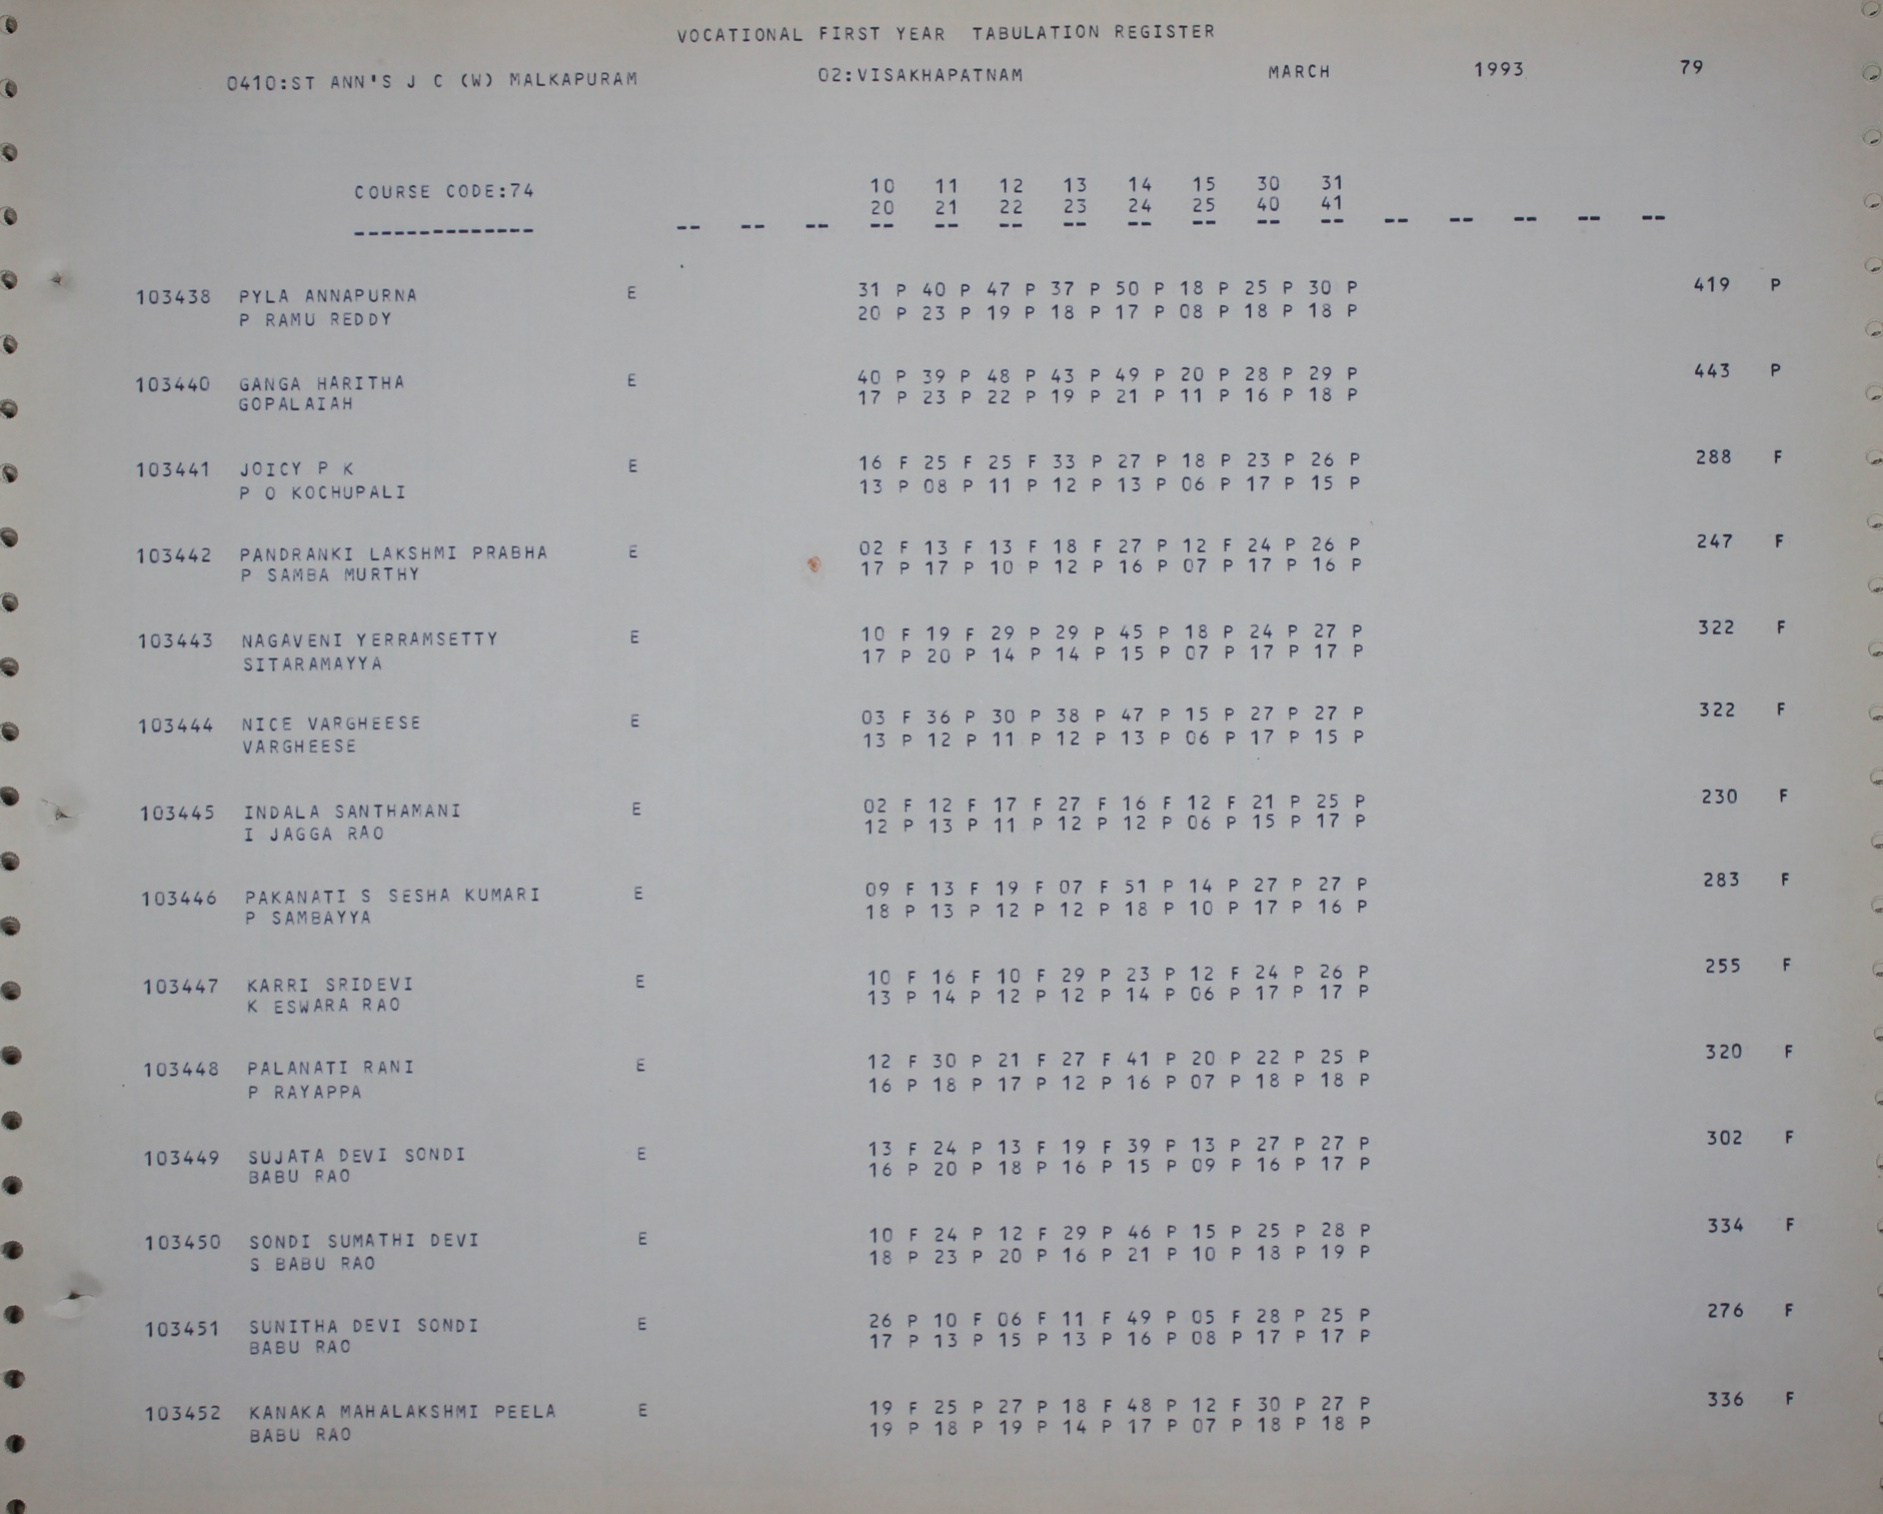 VOCATIONAL FIRST YEAR TABULATION REGISTER
0410:ST ANN'S J C (W) MALKAPURAM 02:VISAKHAPATNAM MARCH 1993 79
COURSE CODE:74 10 11 12 13 14 15 30 31
20 21 22 23 24 25 40 41
-------------- -- -- -- -- -- -- -- -- -- -- -- -- -- -- -- --
103438 PYLA ANNAPURNA E 31 P 40 P 47 P 37 P 50 P 18 P 25 P 30 P 419 P
P RAMU REDDY 20 P 23 P 19 P 18 P 17 P 08 P 18 P 18 P
103440 GANGA HARITHA E 40 P 39 P 48 P 43 P 49 P 20 P 28 P 29 P 443 P
GOPALAIAH 17 P 23 P 22 P 19 P 21 P 11 P 16 P 18 P
103441 JOICY P K E 16 F 25 F 25 F 33 P 27 P 18 P 23 P 26 P 288 F
P O KOCHUPALI 13 P 08 P 11 P 12 P 13 P 06 P 17 P 15 P
103442 PANDRANKI LAKSHMI PRABHA E 02 F 13 F 13 F 18 F 27 P 12 F 24 P 26 P 247 F
P SAMBA MURTHY 17 P 17 P 10 P 12 P 16 P 07 P 17 P 16 P
103443 NAGAVENI YERRAMSETTY E 10 F 19 F 29 P 29 P 45 P 18 P 24 P 27 P 322 F
SITARAMAYYA 17 P 20 P 14 P 14 P 15 P 07 P 17 P 17 P
103444 NICE VARGHEESE E 03 F 36 P 30 P 38 P 47 P 15 P 27 P 27 P 322 F
VARGHEESE 13 P 12 P 11 P 12 P 13 P 06 P 17 P 15 P
103445 INDALA SANTHAMANI E 02 F 12 F 17 F 27 F 16 F 12 F 21 P 25 P 230 F
I JAGGA RAO 12 P 13 P 11 P 12 P 12 P 06 P 15 P 17 P
103446 PAKANATI S SESHA KUMARI E 09 F 13 F 19 F 07 F 51 P 14 P 27 P 27 P 283 F
P SAMBAYYA 18 P 13 P 12 P 12 P 18 P 10 P 17 P 16 P
103447 KARRI SRIDEVI E 10 F 16 F 10 F 29 P 23 P 12 F 24 P 26 P 255 F
K ESWARA RAO 13 P 14 P 12 P 12 P 14 P 06 P 17 P 17 P
103448 PALANATI RANI E 12 F 30 P 21 F 27 F 41 P 20 P 22 P 25 P 320 F
P RAYAPPA 16 P 18 P 17 P 12 P 16 P 07 P 18 P 18 P
103449 SUJATA DEVI SONDI E 13 F 24 P 13 F 19 F 39 P 13 P 27 P 27 P 302 F
BABU RAO 16 P 20 P 18 P 16 P 15 P 09 P 16 P 17 P
103450 SONDI SUMATHI DEVI E 10 F 24 P 12 F 29 P 46 P 15 P 25 P 28 P 334 F
S BABU RAO 18 P 23 P 20 P 16 P 21 P 10 P 18 P 19 P
103451 SUNITHA DEVI SONDI E 26 P 10 F 06 F 11 F 49 P 05 F 28 P 25 P 276 F
BABU RAO 17 P 13 P 15 P 13 P 16 P 08 P 17 P 17 P
103452 KANAKA MAHALAKSHMI PEELA E 19 F 25 P 27 P 18 F 48 P 12 F 30 P 27 P 336 F
BABU RAO 19 P 18 P 19 P 14 P 17 P 07 P 18 P 18 P